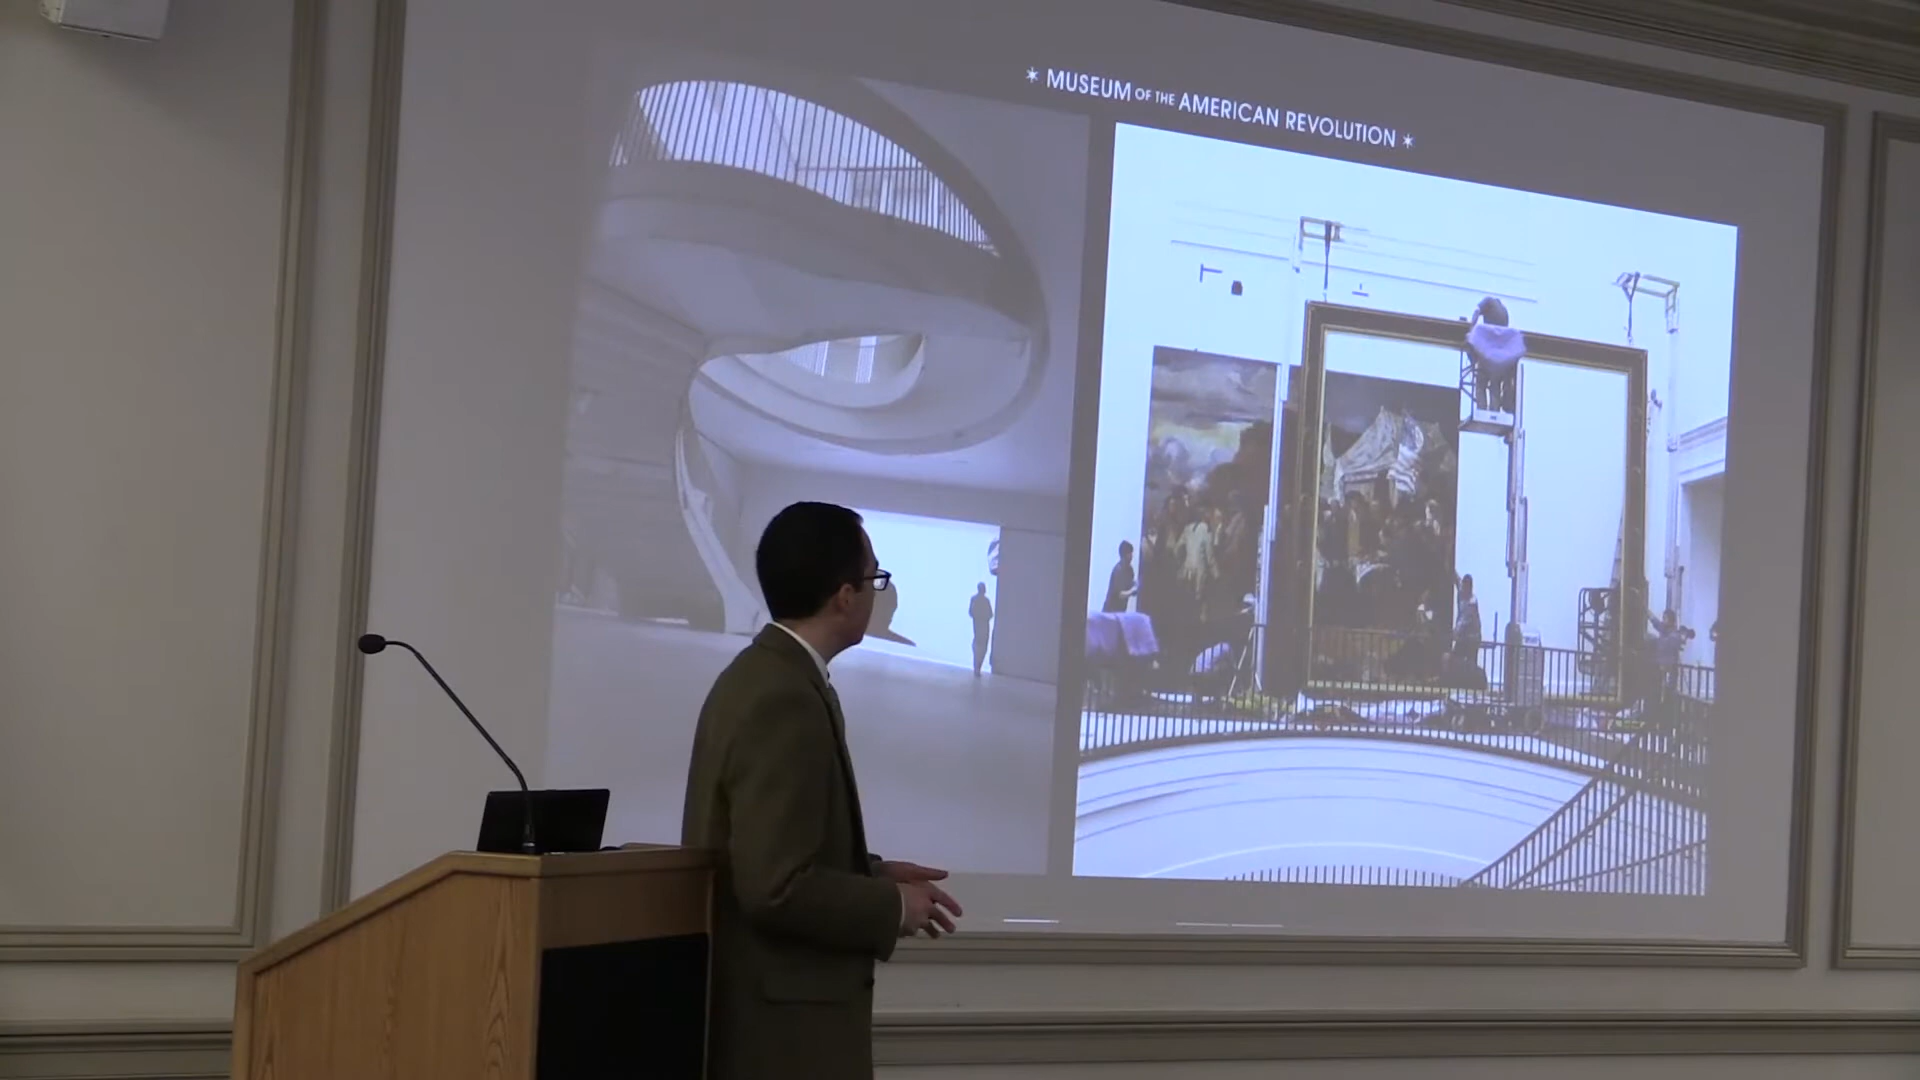 ✶ MUSEUM OF THE AMERICAN REVOLUTION ✶